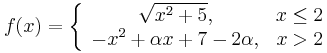 f(x) = { √(x² + 5), x ≤ 2
−x² + αx + 7 − 2α, x > 2